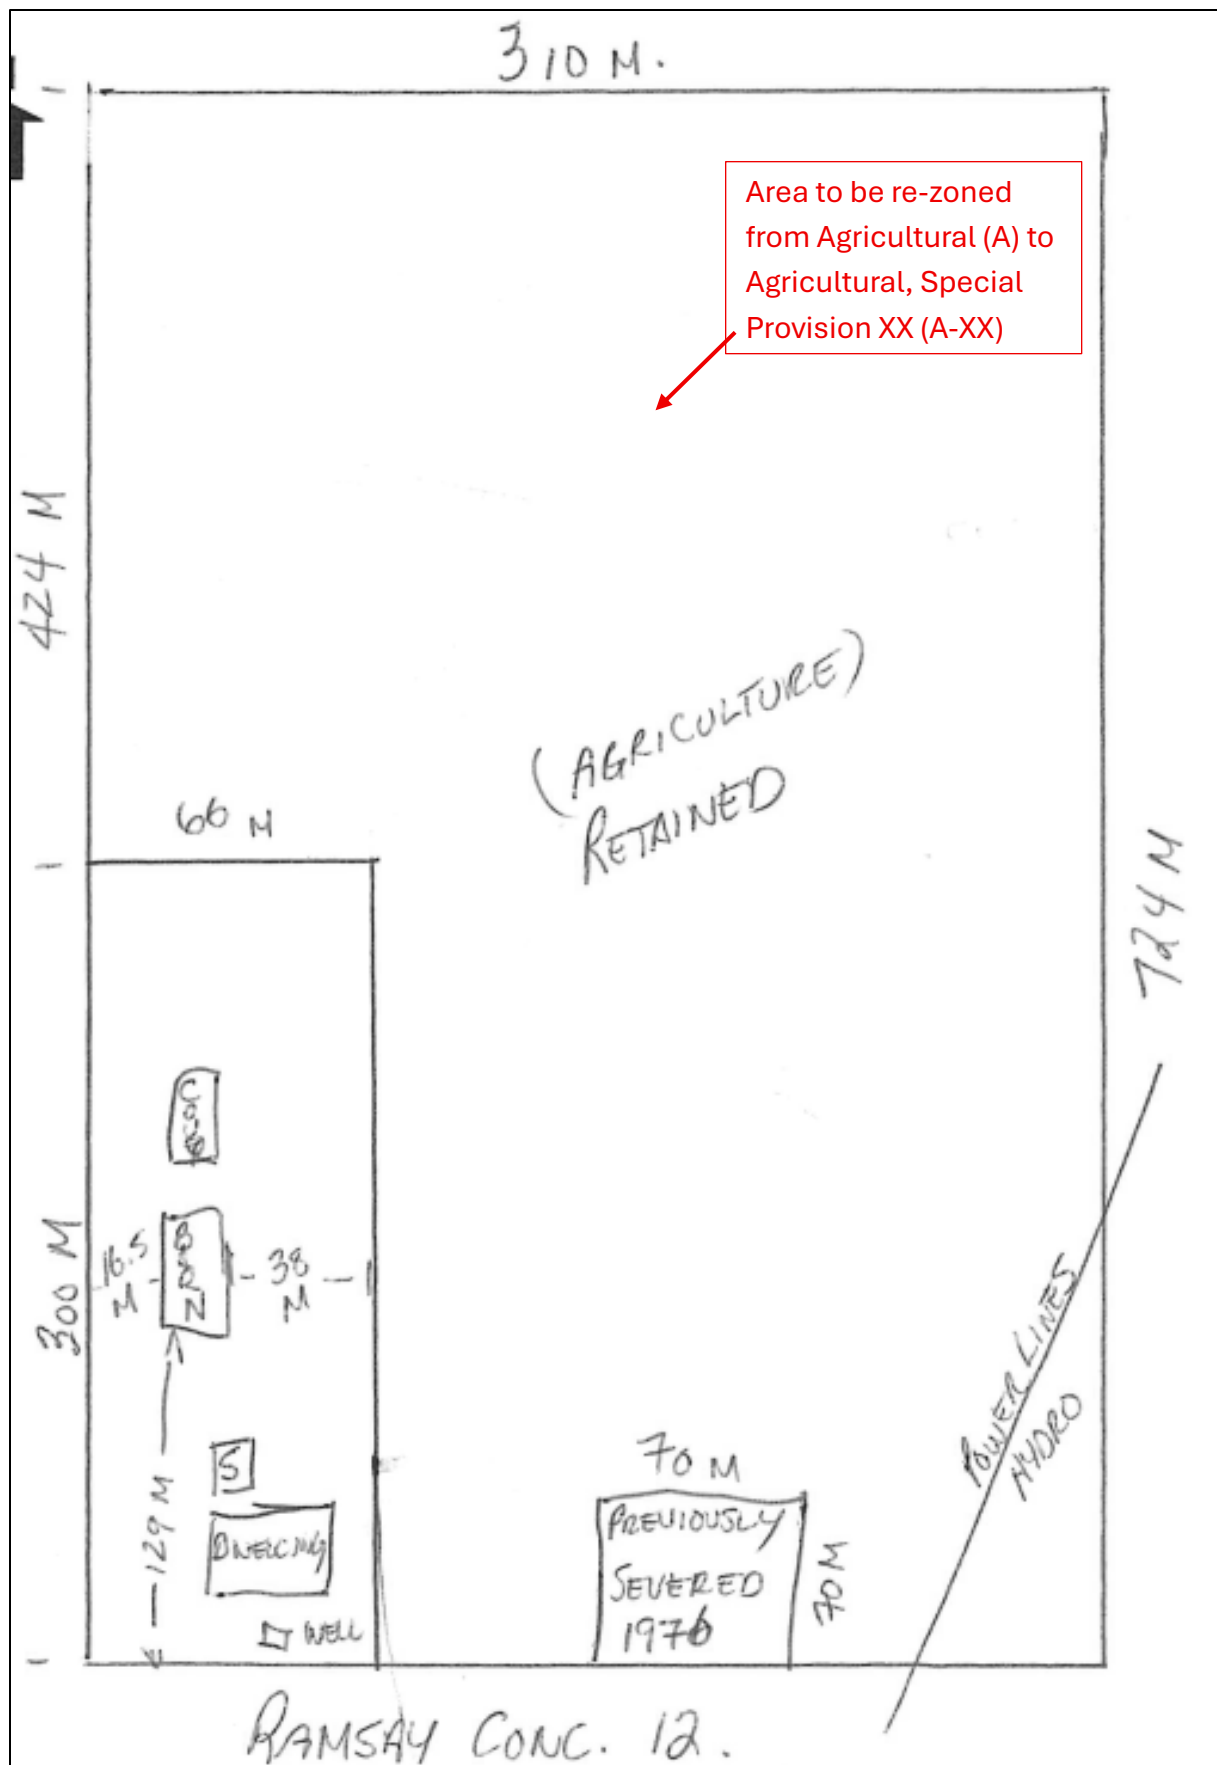 310 M.
Area to be re-zoned
from Agricultural (A) to
Agricultural, Special
Provision XX (A-XX)
424 M
(AGRICULTURE)
RETAINED
66 M
724 M
300 M
16.5
M
BRN
38
M
129 M
S
DWELLING
WELL
70 M
PREVIOUSLY
SEVERED
1976
70 M
POWER LINES
HYDRO
RAMSAY CONC. 12.